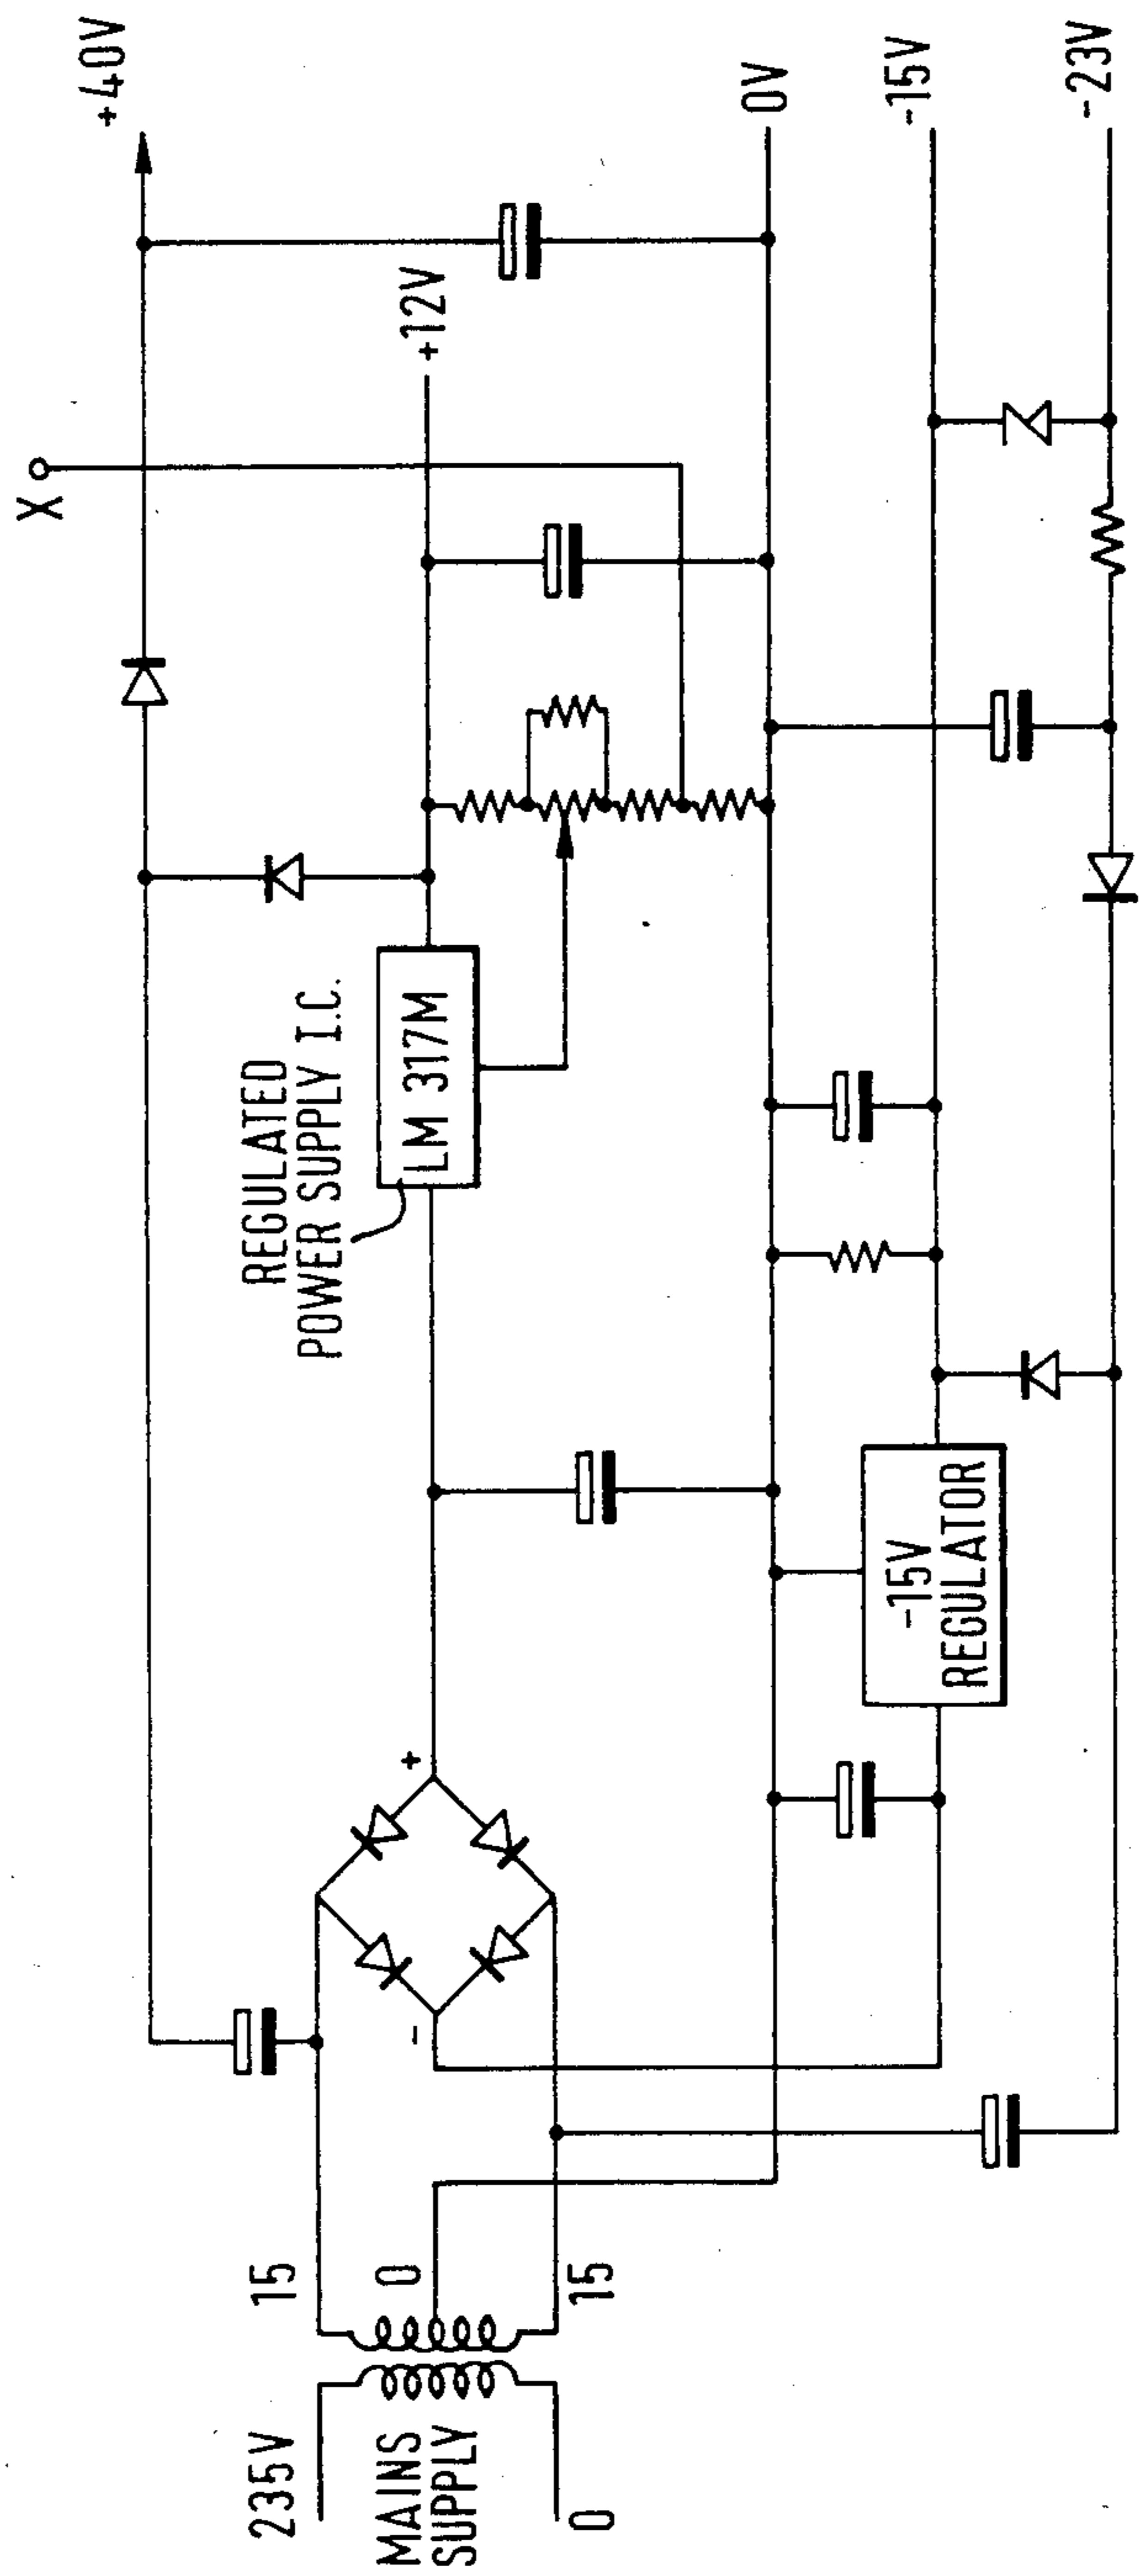 235V
MAINS
SUPPLY
0
15
0
15
+
-
REGULATED
POWER SUPPLY I.C.
LM 317M
-15V
REGULATOR
X
+40V
+12V
0V
-15V
-23V